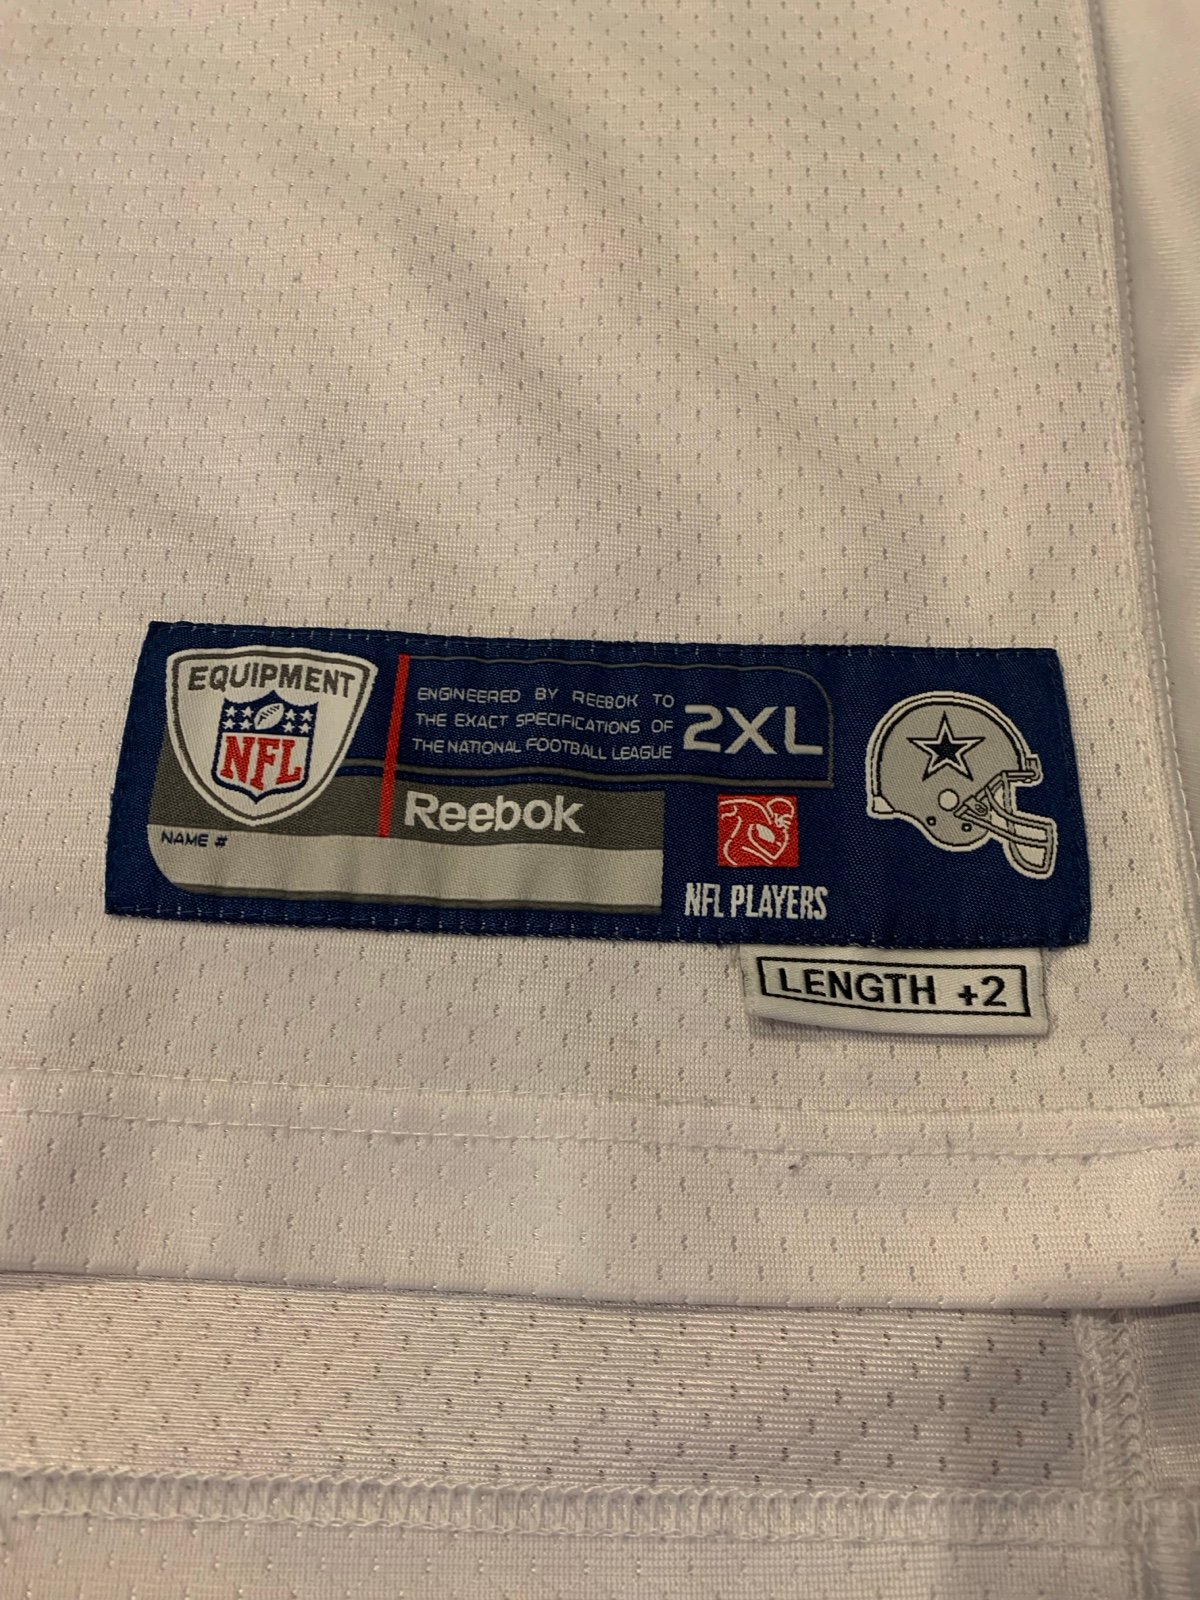 EQUIPMENT
NFL
ENGINEERED BY REEBOK TO
THE EXACT SPECIFICATIONS OF
THE NATIONAL FOOTBALL LEAGUE
2XL
Reebok
NAME #
NFL PLAYERS
LENGTH +2